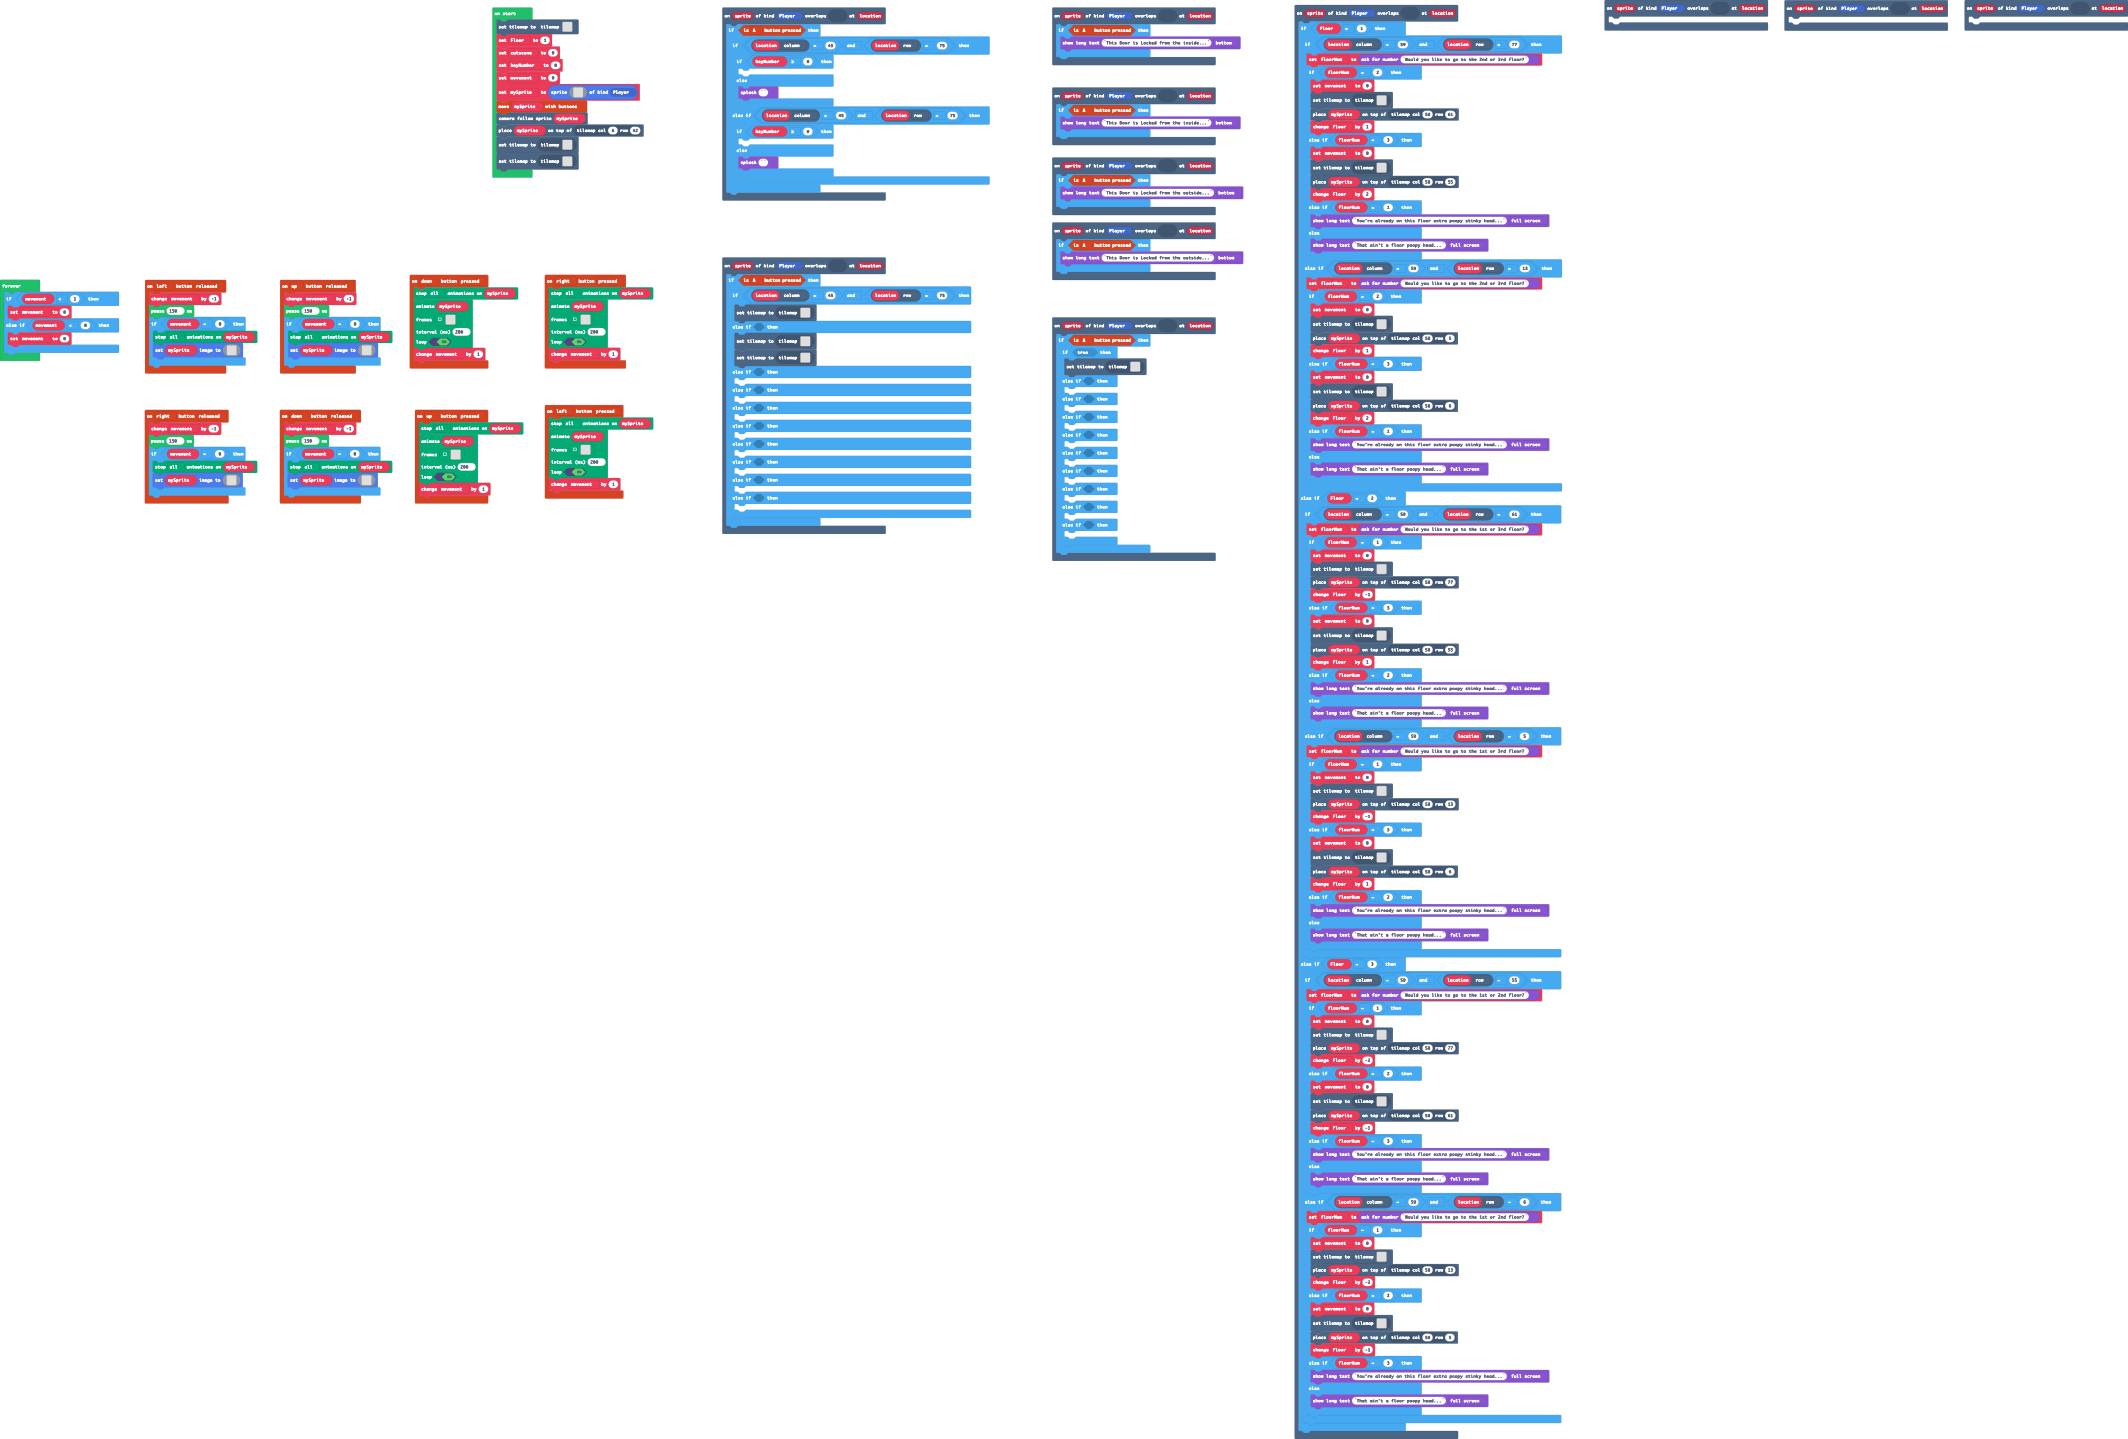 on start
set tilemap to tilemap
set Floor to 1
set cutscene to 0
set keyNumber to 0
set movement to 0
set mySprite to sprite of kind Player
move mySprite with buttons
camera follow sprite mySprite
place mySprite on top of tilemap col 6 row 42
set tilemap to tilemap
set tilemap to tilemap
forever
if movement < 1 then
set movement to 0
else if movement < 0 then
set movement to 0
on left button released
change movement by -1
pause 150 ms
if movement = 0 then
stop all animations on mySprite
set mySprite image to
on up button released
change movement by -1
pause 150 ms
if movement = 0 then
stop all animations on mySprite
set mySprite image to
on down button pressed
stop all animations on mySprite
animate mySprite
frames
interval (ms) 200
loop
change movement by 1
on right button pressed
stop all animations on mySprite
animate mySprite
frames
interval (ms) 200
loop
change movement by 1
on right button released
change movement by -1
pause 150 ms
if movement = 0 then
stop all animations on mySprite
set mySprite image to
on down button released
change movement by -1
pause 150 ms
if movement = 0 then
stop all animations on mySprite
set mySprite image to
on up button pressed
stop all animations on mySprite
animate mySprite
frames
interval (ms) 200
loop
change movement by 1
on left button pressed
stop all animations on mySprite
animate mySprite
frames
interval (ms) 200
loop
change movement by 1
on sprite of kind Player overlaps at location
if is A button pressed then
if location column = 45 and location row = 76 then
if keyNumber ≥ 0 then
else
splash
else if location column = 45 and location row = 75 then
if keyNumber ≥ 0 then
else
splash
on sprite of kind Player overlaps at location
if is A button pressed then
if location column = 45 and location row = 75 then
set tilemap to tilemap
else if then
set tilemap to tilemap
set tilemap to tilemap
else if then
else if then
else if then
else if then
else if then
else if then
else if then
else if then
on sprite of kind Player overlaps at location
if is A button pressed then
show long text This Door is Locked from the inside... bottom
on sprite of kind Player overlaps at location
if is A button pressed then
show long text This Door is Locked from the inside... bottom
on sprite of kind Player overlaps at location
if is A button pressed then
show long text This Door is Locked from the outside... bottom
on sprite of kind Player overlaps at location
if is A button pressed then
show long text This Door is Locked from the outside... bottom
on sprite of kind Player overlaps at location
if is A button pressed then
if true then
set tilemap to tilemap
else if then
else if then
else if then
else if then
else if then
else if then
else if then
else if then
else if then
on sprite of kind Player overlaps at location
if Floor = 1 then
if location column = 59 and location row = 77 then
set floorNum to ask for number Would you like to go to the 2nd or 3rd floor?
if floorNum = 2 then
set movement to 0
set tilemap to tilemap
place mySprite on top of tilemap col 58 row 61
change Floor by 1
else if floorNum = 3 then
set movement to 0
set tilemap to tilemap
place mySprite on top of tilemap col 58 row 55
change Floor by 2
else if floorNum = 1 then
show long text You're already on this floor extra poopy stinky head... full screen
else
show long text That ain't a floor poopy head... full screen
else if location column = 59 and location row = 13 then
set floorNum to ask for number Would you like to go to the 2nd or 3rd floor?
if floorNum = 2 then
set movement to 0
set tilemap to tilemap
place mySprite on top of tilemap col 58 row 5
change Floor by 1
else if floorNum = 3 then
set movement to 0
set tilemap to tilemap
place mySprite on top of tilemap col 58 row 6
change Floor by 2
else if floorNum = 1 then
show long text You're already on this floor extra poopy stinky head... full screen
else
show long text That ain't a floor poopy head... full screen
else if Floor = 2 then
if location column = 59 and location row = 61 then
set floorNum to ask for number Would you like to go to the 1st or 3rd floor?
if floorNum = 1 then
set movement to 0
set tilemap to tilemap
place mySprite on top of tilemap col 58 row 77
change Floor by -1
else if floorNum = 3 then
set movement to 0
set tilemap to tilemap
place mySprite on top of tilemap col 58 row 55
change Floor by 1
else if floorNum = 2 then
show long text You're already on this floor extra poopy stinky head... full screen
else
show long text That ain't a floor poopy head... full screen
else if location column = 59 and location row = 5 then
set floorNum to ask for number Would you like to go to the 1st or 3rd floor?
if floorNum = 1 then
set movement to 0
set tilemap to tilemap
place mySprite on top of tilemap col 58 row 13
change Floor by -1
else if floorNum = 3 then
set movement to 0
set tilemap to tilemap
place mySprite on top of tilemap col 58 row 6
change Floor by 1
else if floorNum = 2 then
show long text You're already on this floor extra poopy stinky head... full screen
else
show long text That ain't a floor poopy head... full screen
else if Floor = 3 then
if location column = 59 and location row = 55 then
set floorNum to ask for number Would you like to go to the 1st or 2nd floor?
if floorNum = 1 then
set movement to 0
set tilemap to tilemap
place mySprite on top of tilemap col 58 row 77
change Floor by -2
else if floorNum = 2 then
set movement to 0
set tilemap to tilemap
place mySprite on top of tilemap col 58 row 61
change Floor by -1
else if floorNum = 3 then
show long text You're already on this floor extra poopy stinky head... full screen
else
show long text That ain't a floor poopy head... full screen
else if location column = 59 and location row = 6 then
set floorNum to ask for number Would you like to go to the 1st or 2nd floor?
if floorNum = 1 then
set movement to 0
set tilemap to tilemap
place mySprite on top of tilemap col 58 row 13
change Floor by -2
else if floorNum = 2 then
set movement to 0
set tilemap to tilemap
place mySprite on top of tilemap col 58 row 5
change Floor by -1
else if floorNum = 3 then
show long text You're already on this floor extra poopy stinky head... full screen
else
show long text That ain't a floor poopy head... full screen
on sprite of kind Player overlaps at location
on sprite of kind Player overlaps at location
on sprite of kind Player overlaps at location